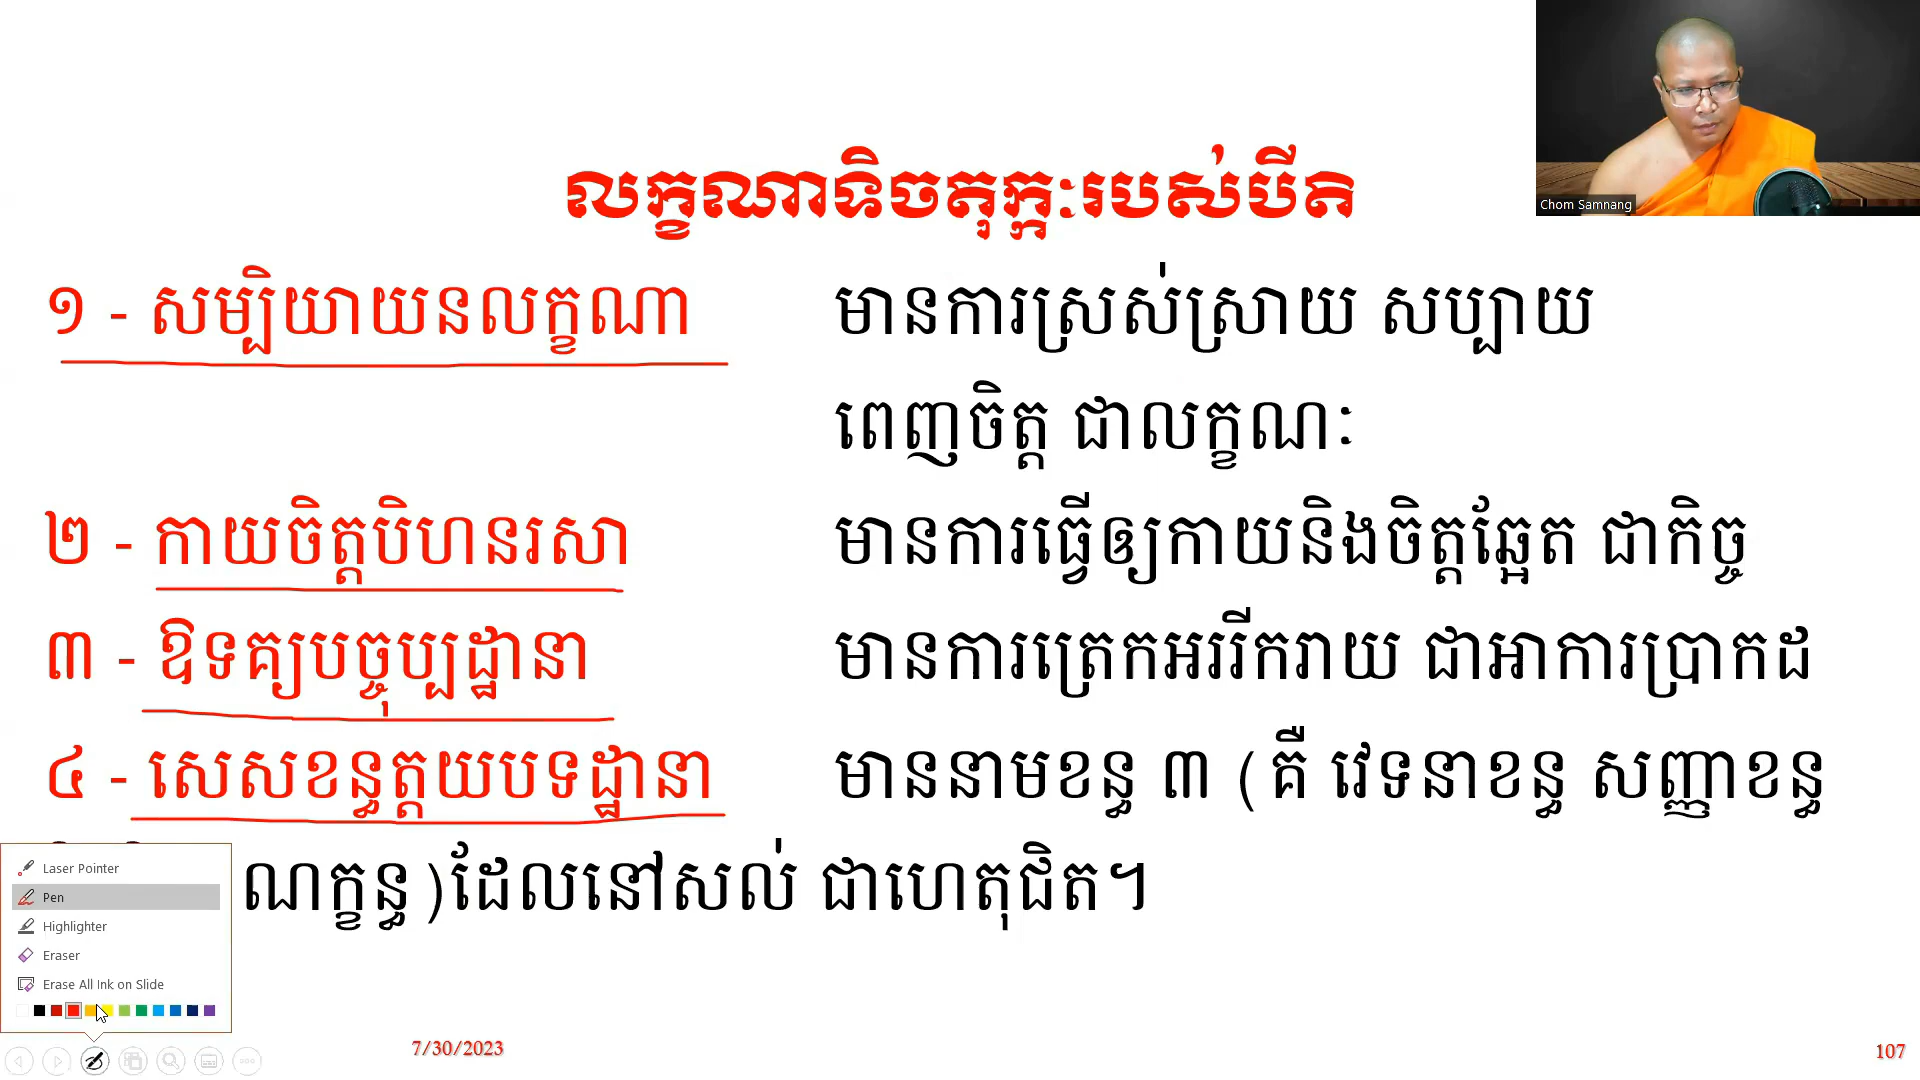 លក្ខណាទិចតុក្កៈរបស់បីតិ
Chom Samnang
១ - សម្បិយាយនលក្ខណា មានការស្រស់ស្រាយ សប្បាយ
ពេញចិត្ត ជាលក្ខណៈ
២ - កាយចិត្តបិហនរសា មានការធ្វើឲ្យកាយនិងចិត្តឆ្អែត ជាកិច្ច
៣ - ឱទគ្យបច្ចុប្បដ្ឋានា មានការត្រេកអររីករាយ ជាអាការប្រាកដ
៤ - សេសខន្ធត្តយបទដ្ឋានា មាននាមខន្ធ ៣ (គឺ វេទនាខន្ធ សញ្ញាខន្ធ
ណក្ខន្ធ)ដែលនៅសល់ ជាហេតុជិត។
Laser Pointer
Pen
Highlighter
Eraser
Erase All Ink on Slide
7/30/2023
107